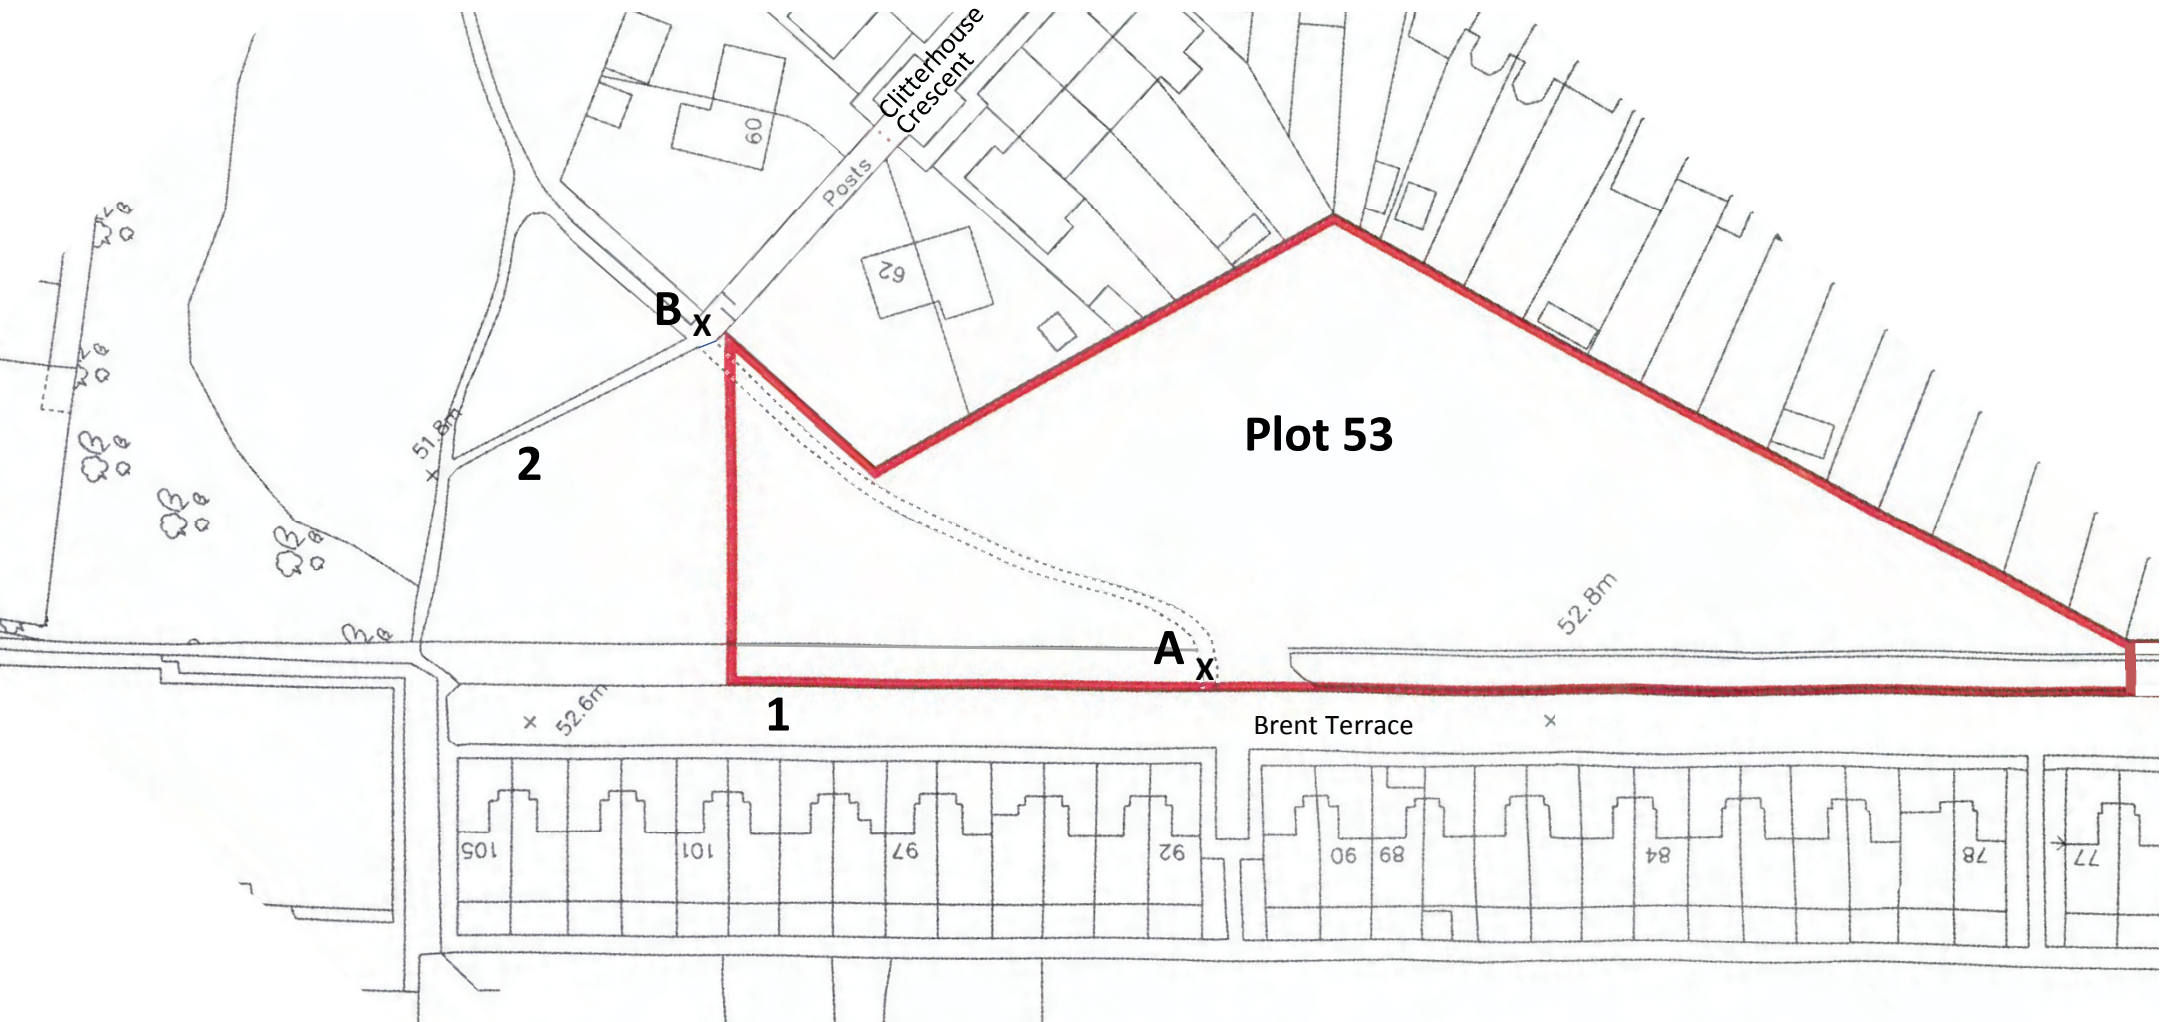 Clitterhouse
Crescent
60
Posts
62
B
X
Plot 53
51.8m
2
52.8m
A
X
52.6m
1
Brent Terrace
105
101
97
92
90
89
84
78
77